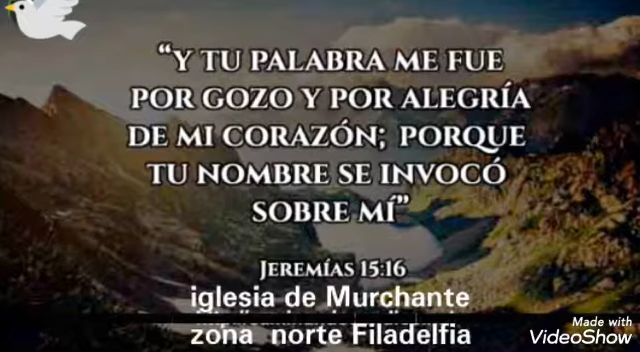 “Y TU PALABRA ME FUE
POR GOZO Y POR ALEGRÍA
DE MI CORAZÓN; PORQUE
TU NOMBRE SE INVOCÓ
SOBRE MÍ”
JEREMÍAS 15:16
iglesia de Murchante
zona norte Filadelfia
Made with
VideoShow